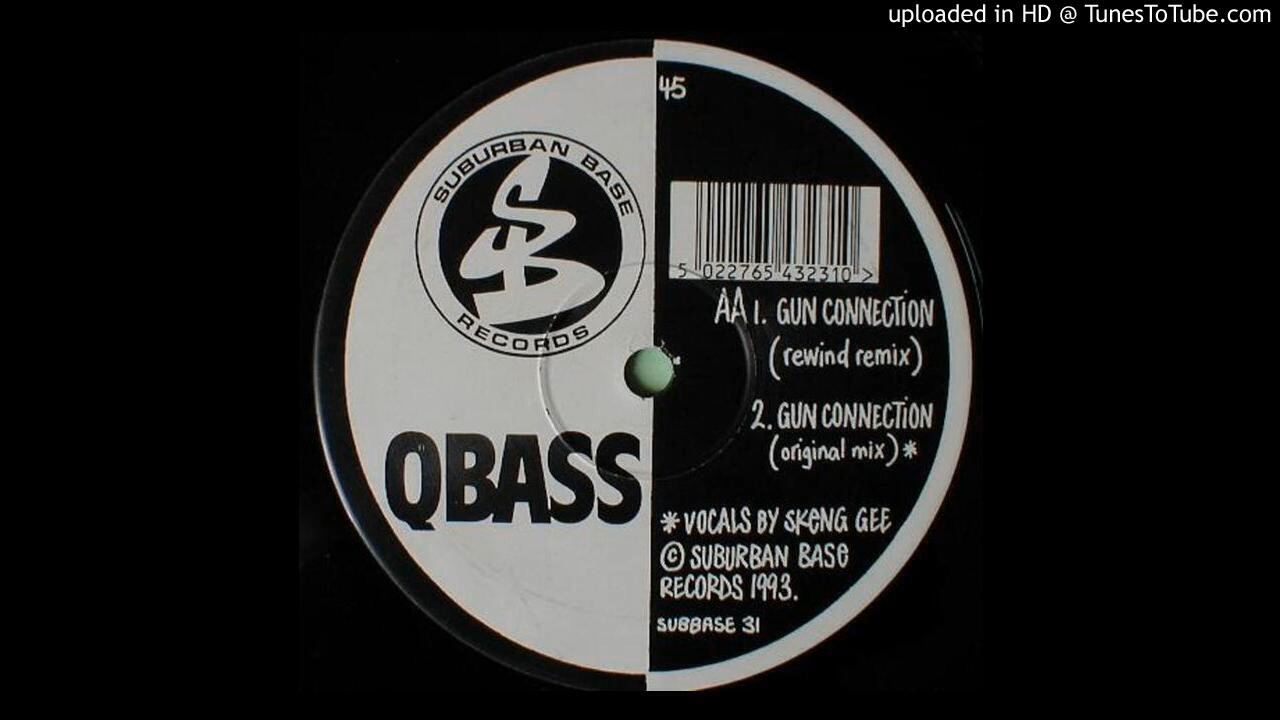 uploaded in HD @ TunesToTube.com
SUBURBAN BASE
RECORDS
SB
QBASS
45
5 022765 432310 >
AA 1. GUN CONNECTION
(rewind remix)
2. GUN CONNECTION
(original mix)*
* VOCALS BY SKENG GEE
© SUBURBAN BASE
RECORDS 1993.
SUBBASE 31